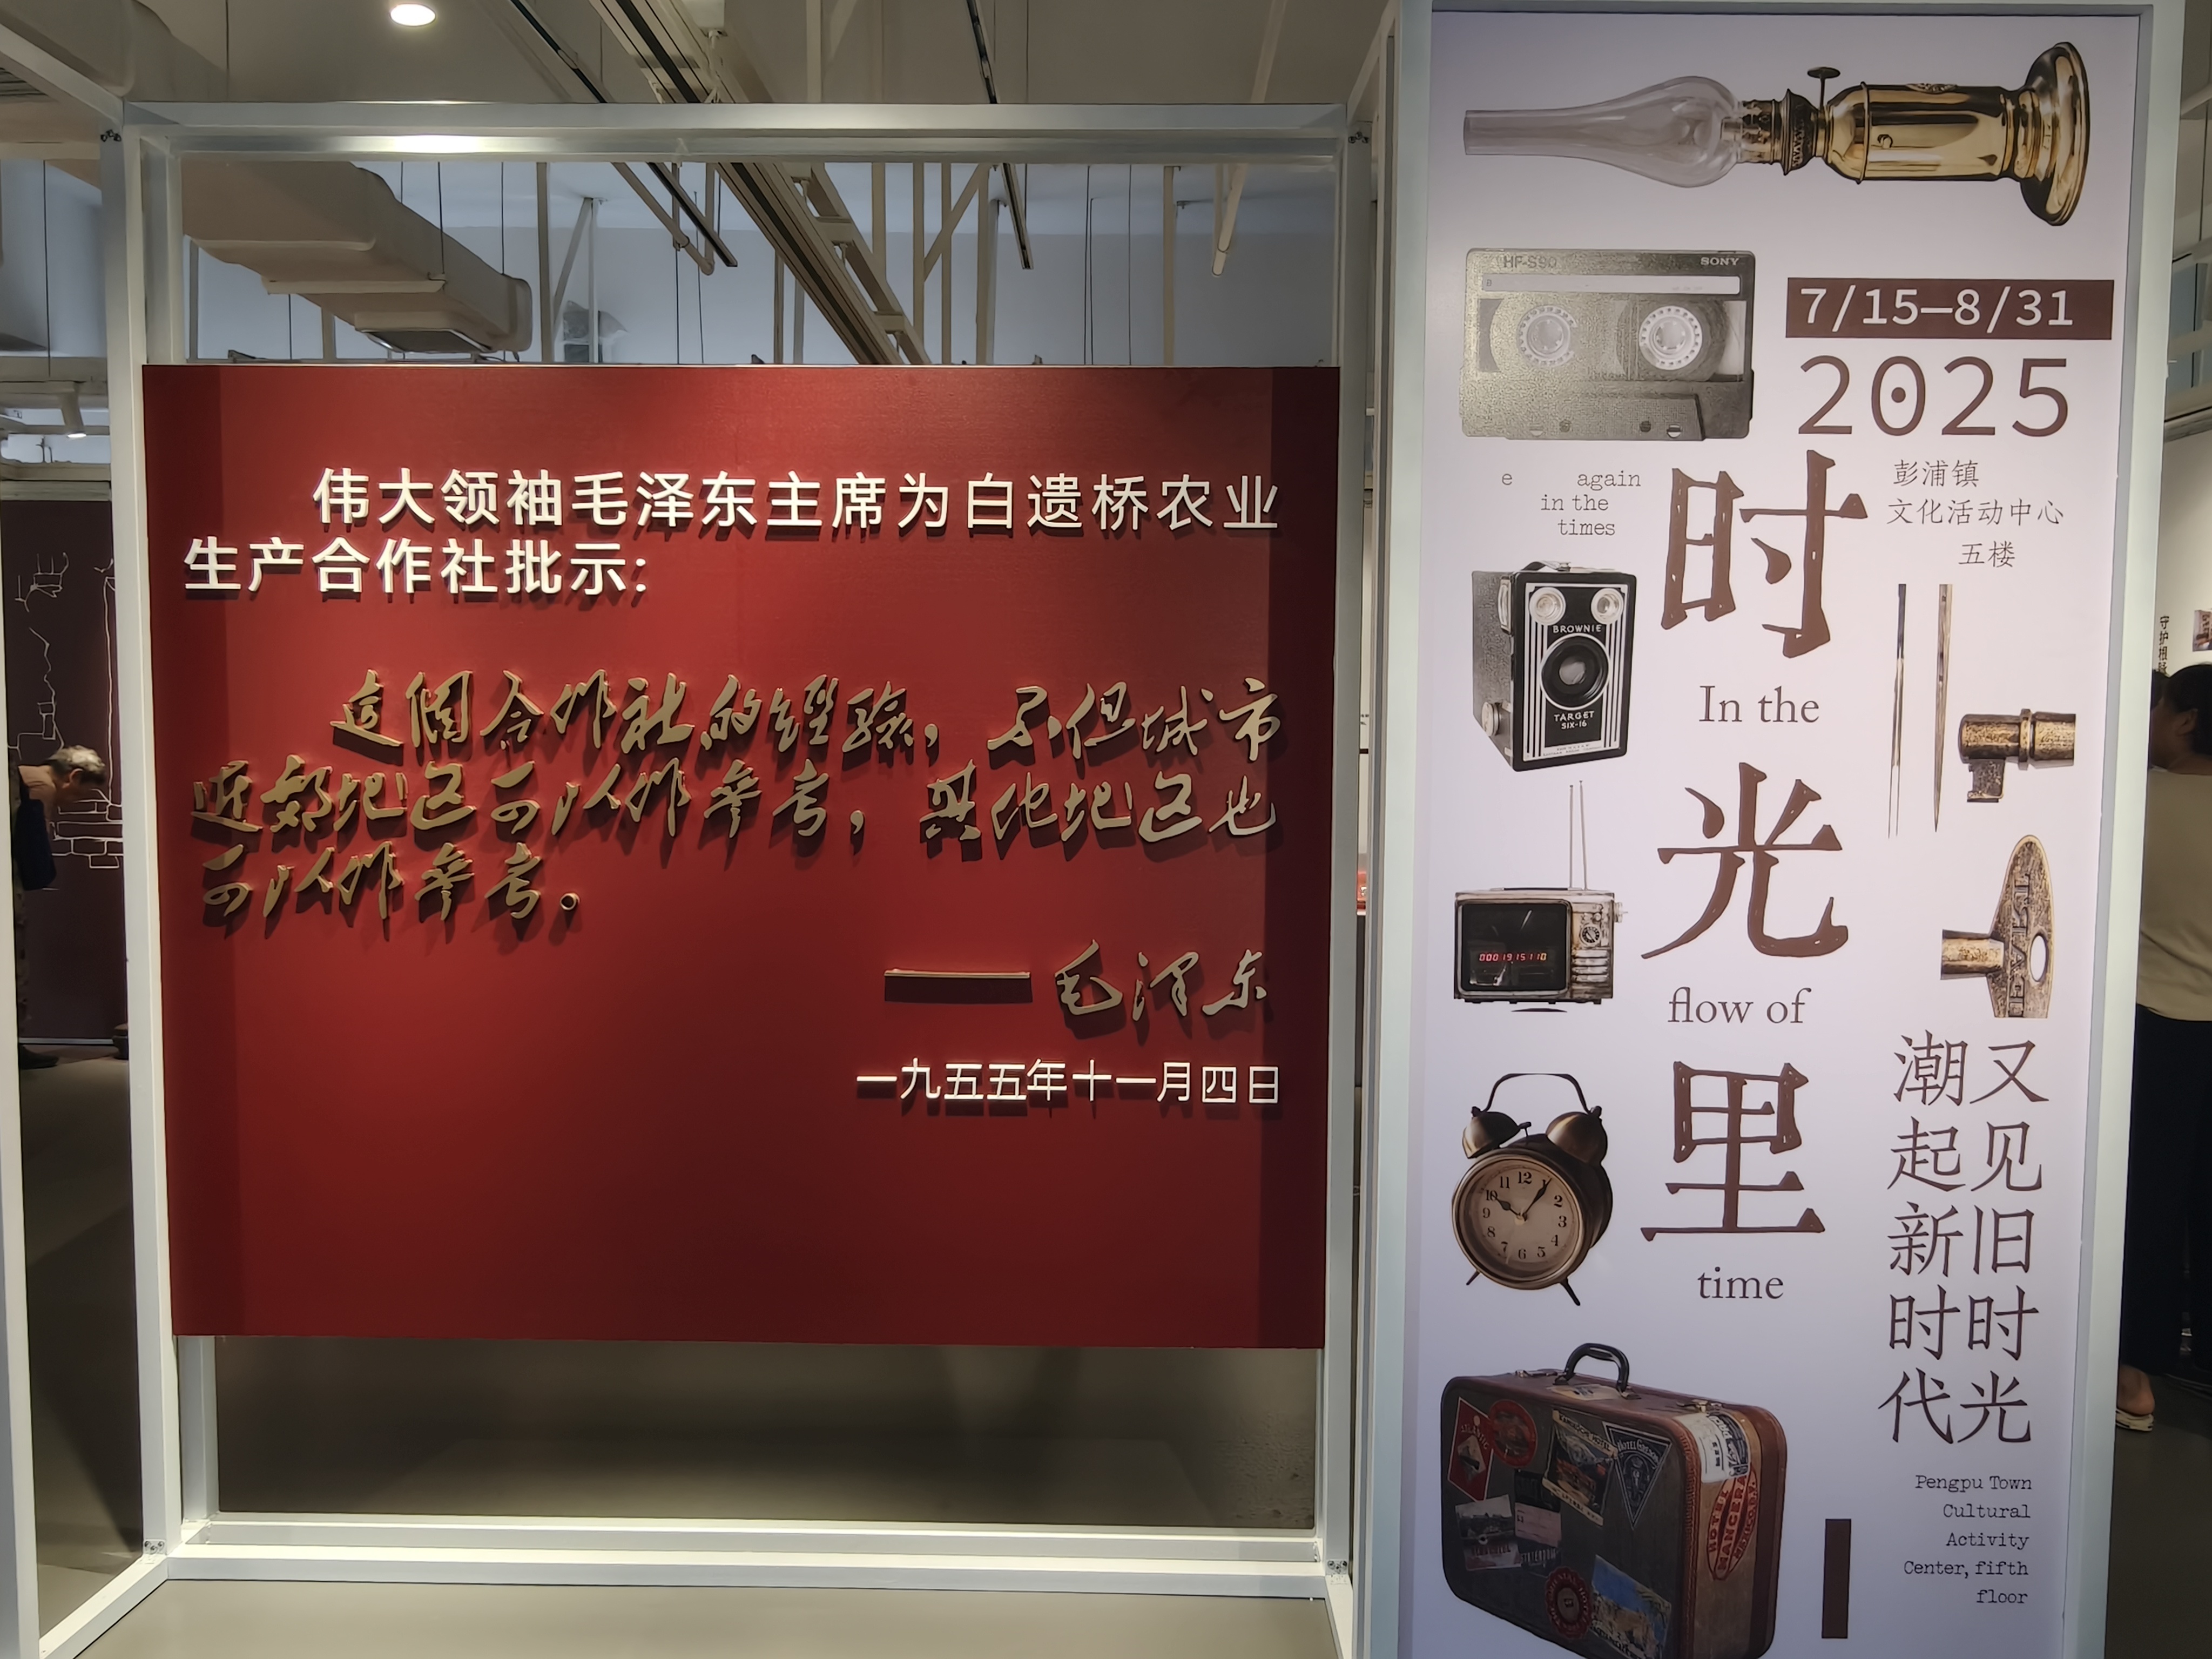 伟大领袖毛泽东主席为白遗桥农业
生产合作社批示:
这個合作社的经驗，不但城市
近郊地区可以作参考，其他地区也
可以作参考。
——毛泽东
一九五五年十一月四日
HF-S90
SONY
7/15—8/31
2025
e again
in the
times
彭浦镇
文化活动中心
五楼
时
In the
光
flow of
里
time
BROWNIE
TARGET
SIX-16
又见旧时光
潮起新时代
Pengpu Town
Cultural
Activity
Center, fifth
floor
守护根脉